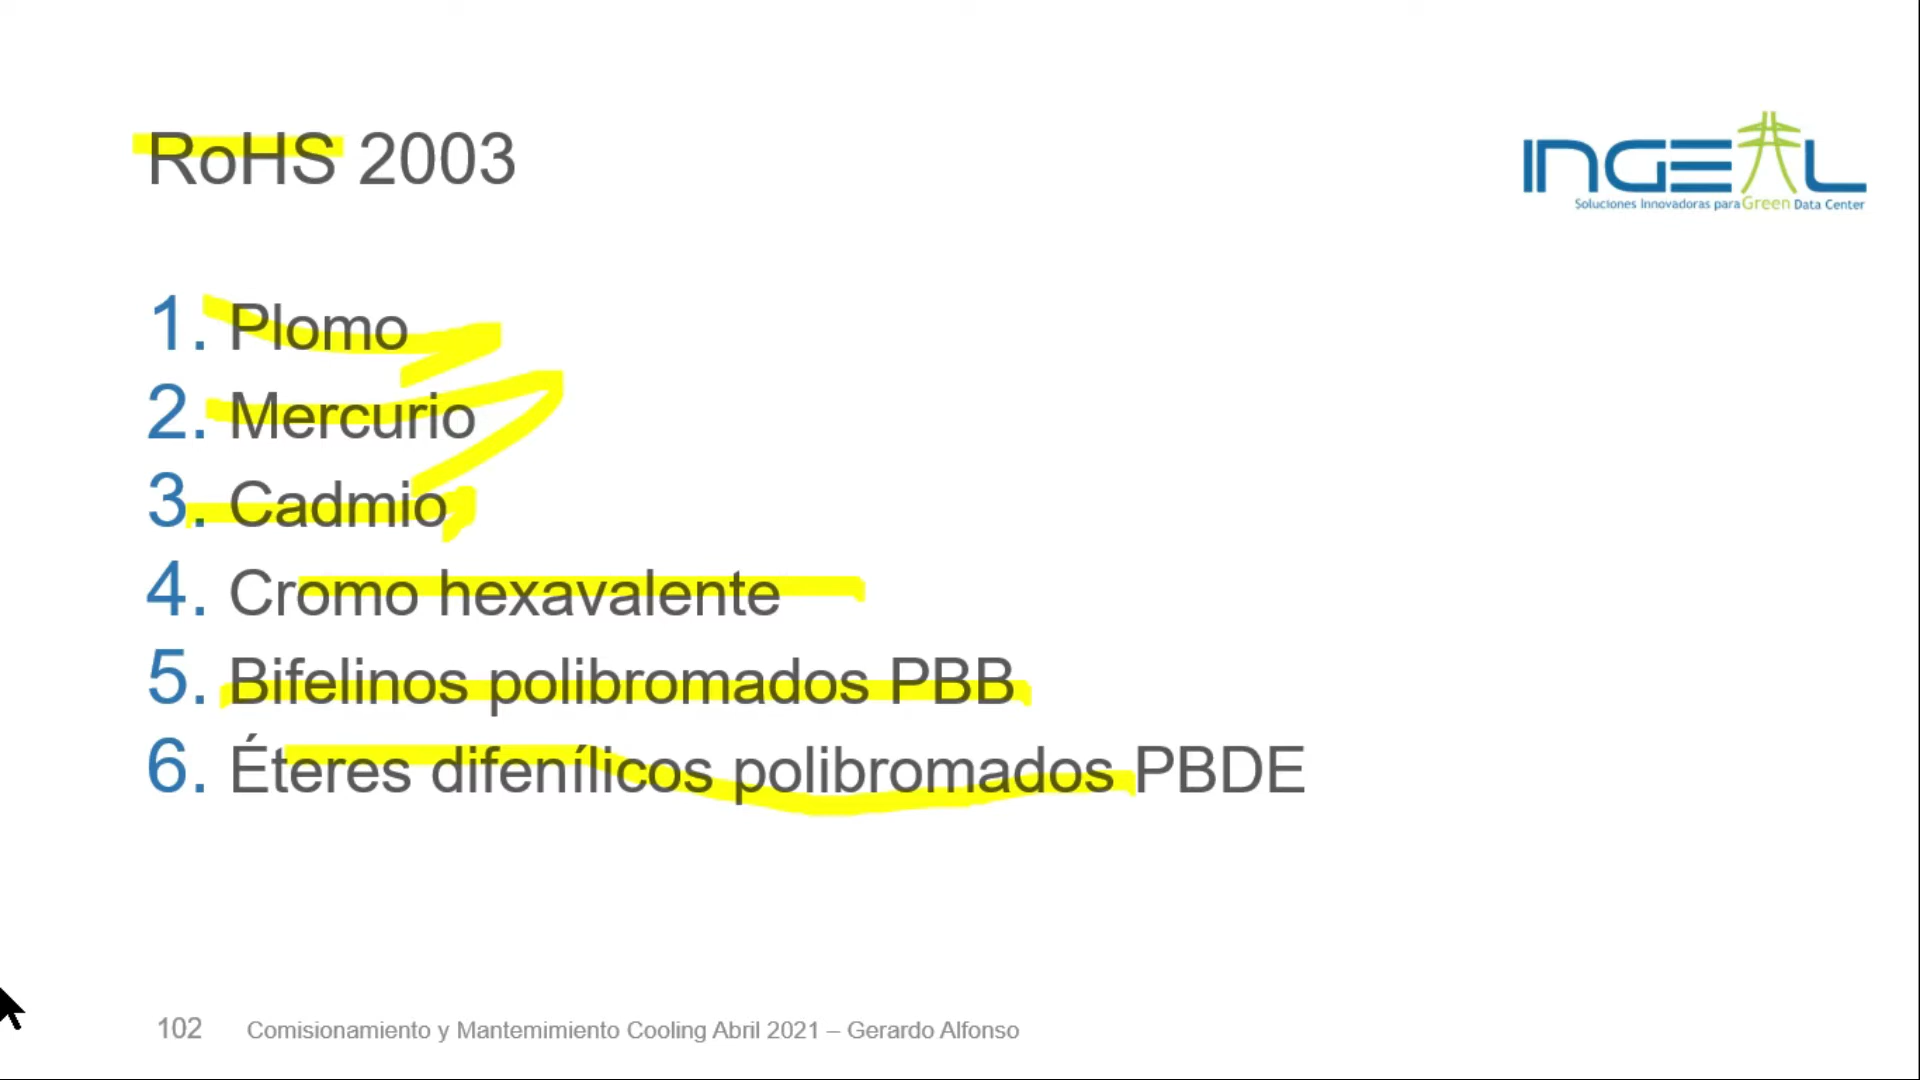 RoHS 2003
INGEAL
Soluciones Innovadoras para Green Data Center
1. Plomo
2. Mercurio
3. Cadmio
4. Cromo hexavalente
5. Bifelinos polibromados PBB
6. Éteres difenílicos polibromados PBDE
102 Comisionamiento y Mantemimiento Cooling Abril 2021 – Gerardo Alfonso